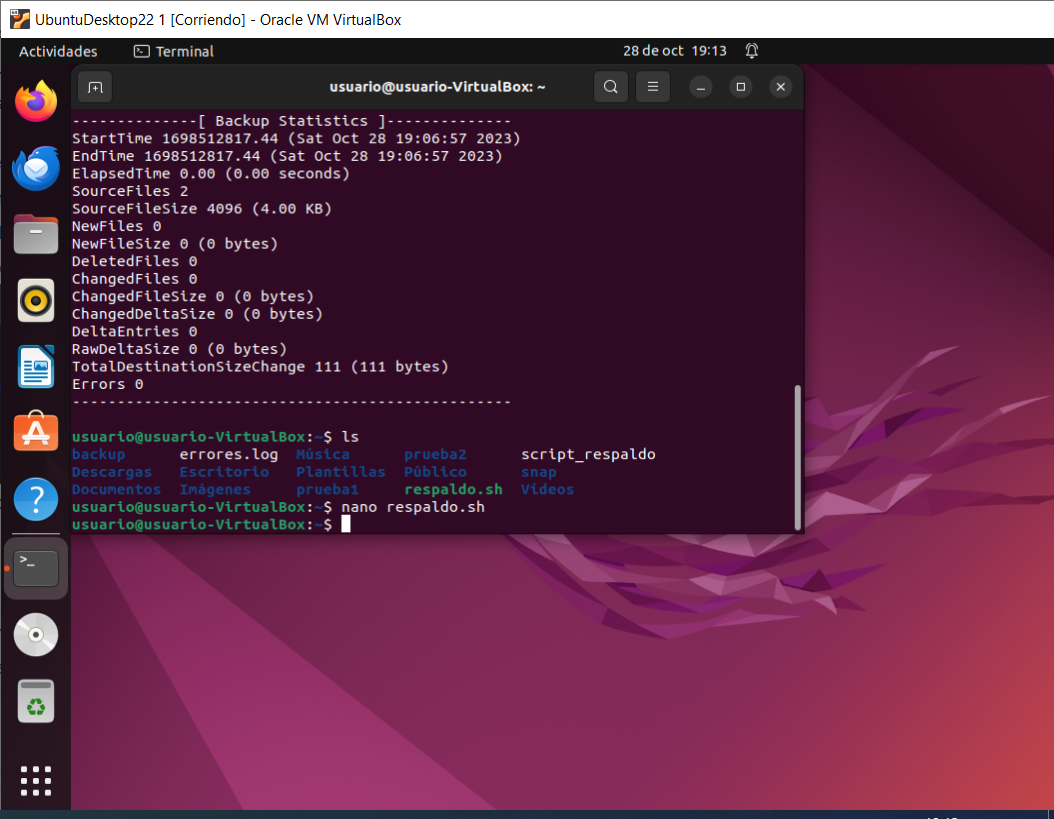 UbuntuDesktop22 1 [Corriendo] - Oracle VM VirtualBox
Actividades Terminal 28 de oct 19:13
usuario@usuario-VirtualBox: ~
--------------[ Backup Statistics ]--------------
StartTime 1698512817.44 (Sat Oct 28 19:06:57 2023)
EndTime 1698512817.44 (Sat Oct 28 19:06:57 2023)
ElapsedTime 0.00 (0.00 seconds)
SourceFiles 2
SourceFileSize 4096 (4.00 KB)
NewFiles 0
NewFileSize 0 (0 bytes)
DeletedFiles 0
ChangedFiles 0
ChangedFileSize 0 (0 bytes)
ChangedDeltaSize 0 (0 bytes)
DeltaEntries 0
RawDeltaSize 0 (0 bytes)
TotalDestinationSizeChange 111 (111 bytes)
Errors 0
-------------------------------------------------
usuario@usuario-VirtualBox:~$ ls
backup errores.log Música prueba2 script_respaldo
Descargas Escritorio Plantillas Público snap
Documentos Imágenes prueba1 respaldo.sh Vídeos
usuario@usuario-VirtualBox:~$ nano respaldo.sh
usuario@usuario-VirtualBox:~$